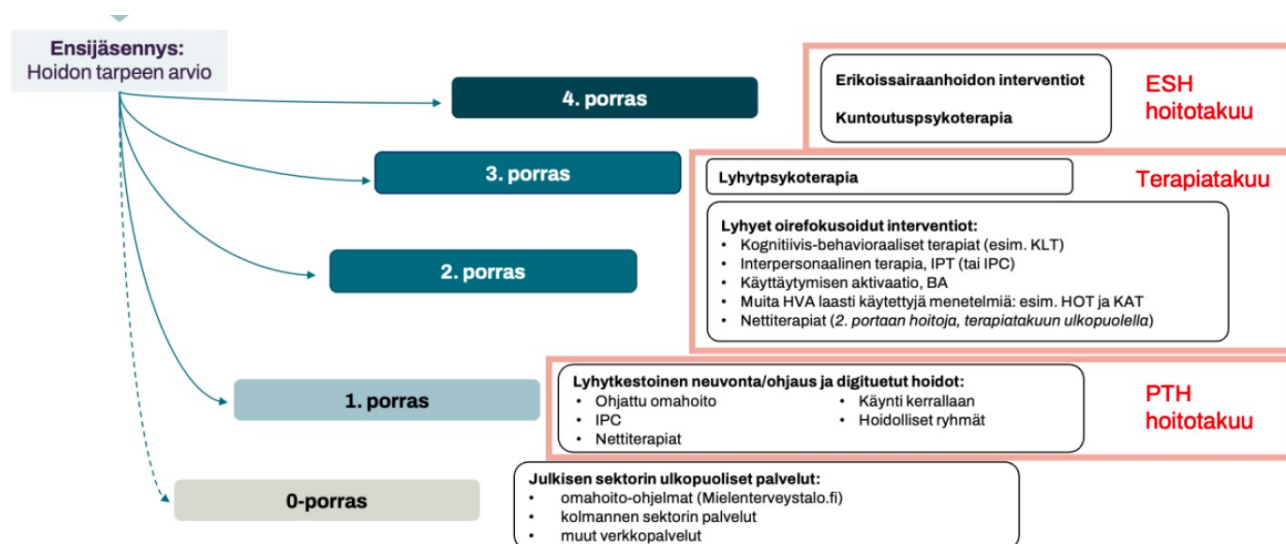 Ensijäsennys:
Hoidon tarpeen arvio
4. porras
Erikoissairaanhoidon interventiot
Kuntoutuspsykoterapia
ESH
hoitotakuu
3. porras
Lyhytpsykoterapia
Terapiatakuu
2. porras
Lyhyet oirefokusoidut interventiot:
• Kognitiivis-behavioraaliset terapiat (esim. KLT)
• Interpersonaalinen terapia, IPT (tai IPC)
• Käyttäytymisen aktivaatio, BA
• Muita HVA laasti käytettyjä menetelmiä: esim. HOT ja KAT
• Nettiterapiat (2. portaan hoitoja, terapiatakuun ulkopuolella)
1. porras
Lyhytkestoinen neuvonta/ohjaus ja digituetut hoidot:
• Ohjattu omahoito
• IPC
• Nettiterapiat
• Käynti kerrallaan
• Hoidolliset ryhmät
PTH
hoitotakuu
0-porras
Julkisen sektorin ulkopuoliset palvelut:
• omahoito-ohjelmat (Mielenterveystalo.fi)
• kolmannen sektorin palvelut
• muut verkkopalvelut